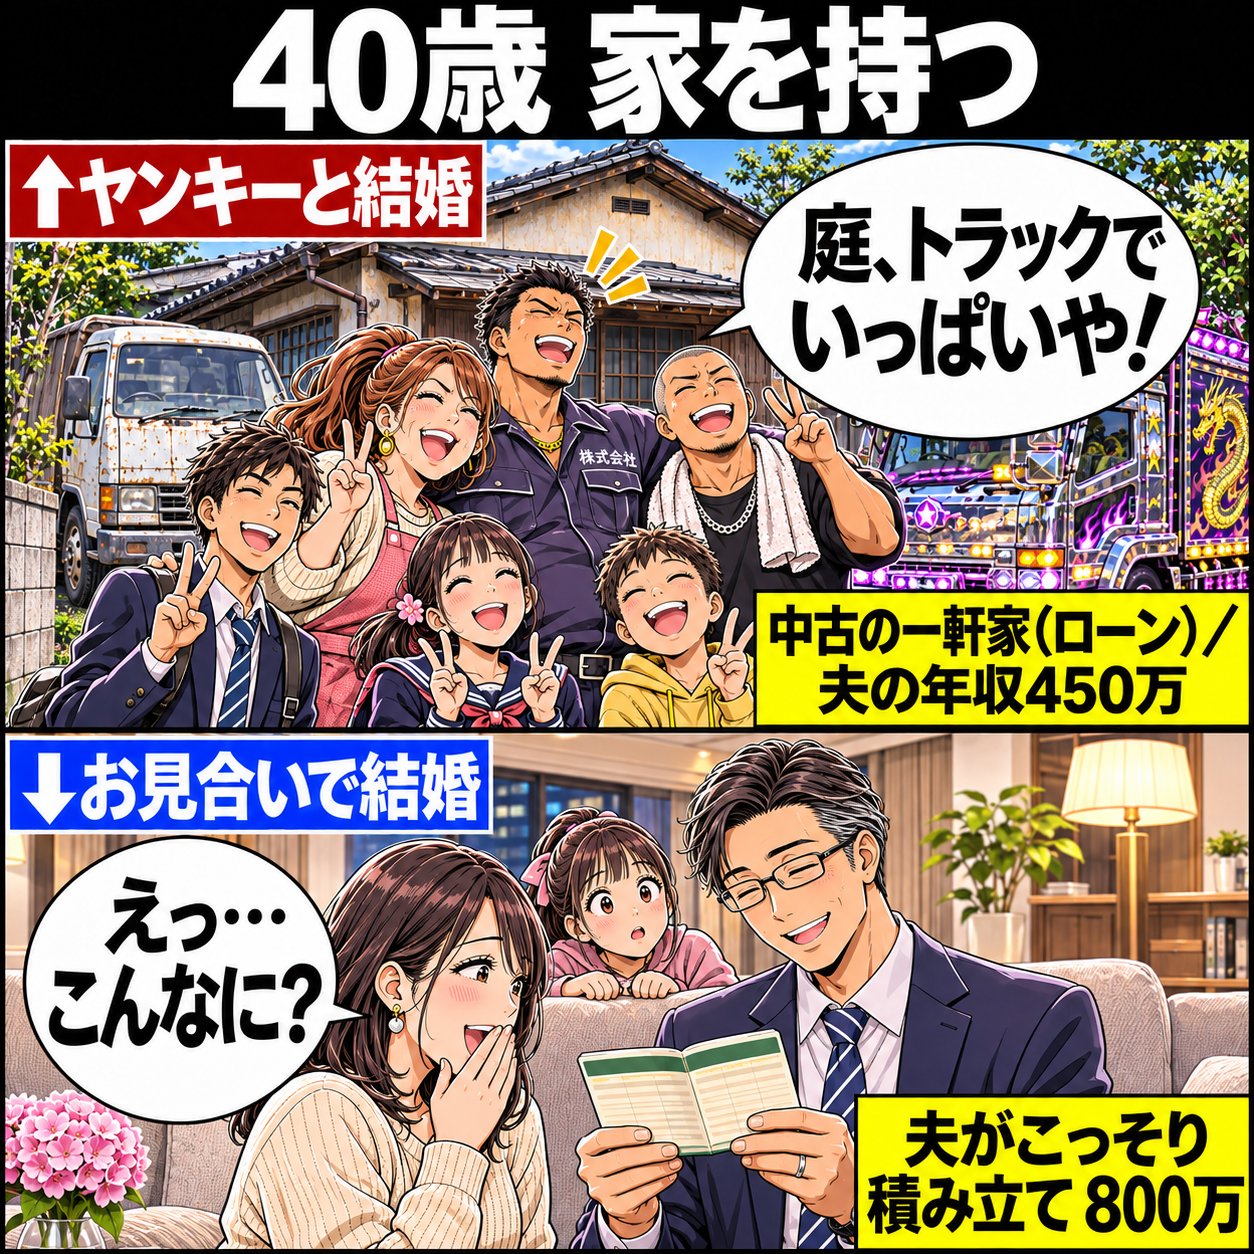 40歳 家を持つ
↑ヤンキーと結婚
庭、トラックで
いっぱいや!
株式会社
中古の一軒家(ローン)/
夫の年収450万
↓お見合いで結婚
えっ…
こんなに?
夫がこっそり
積み立て 800万